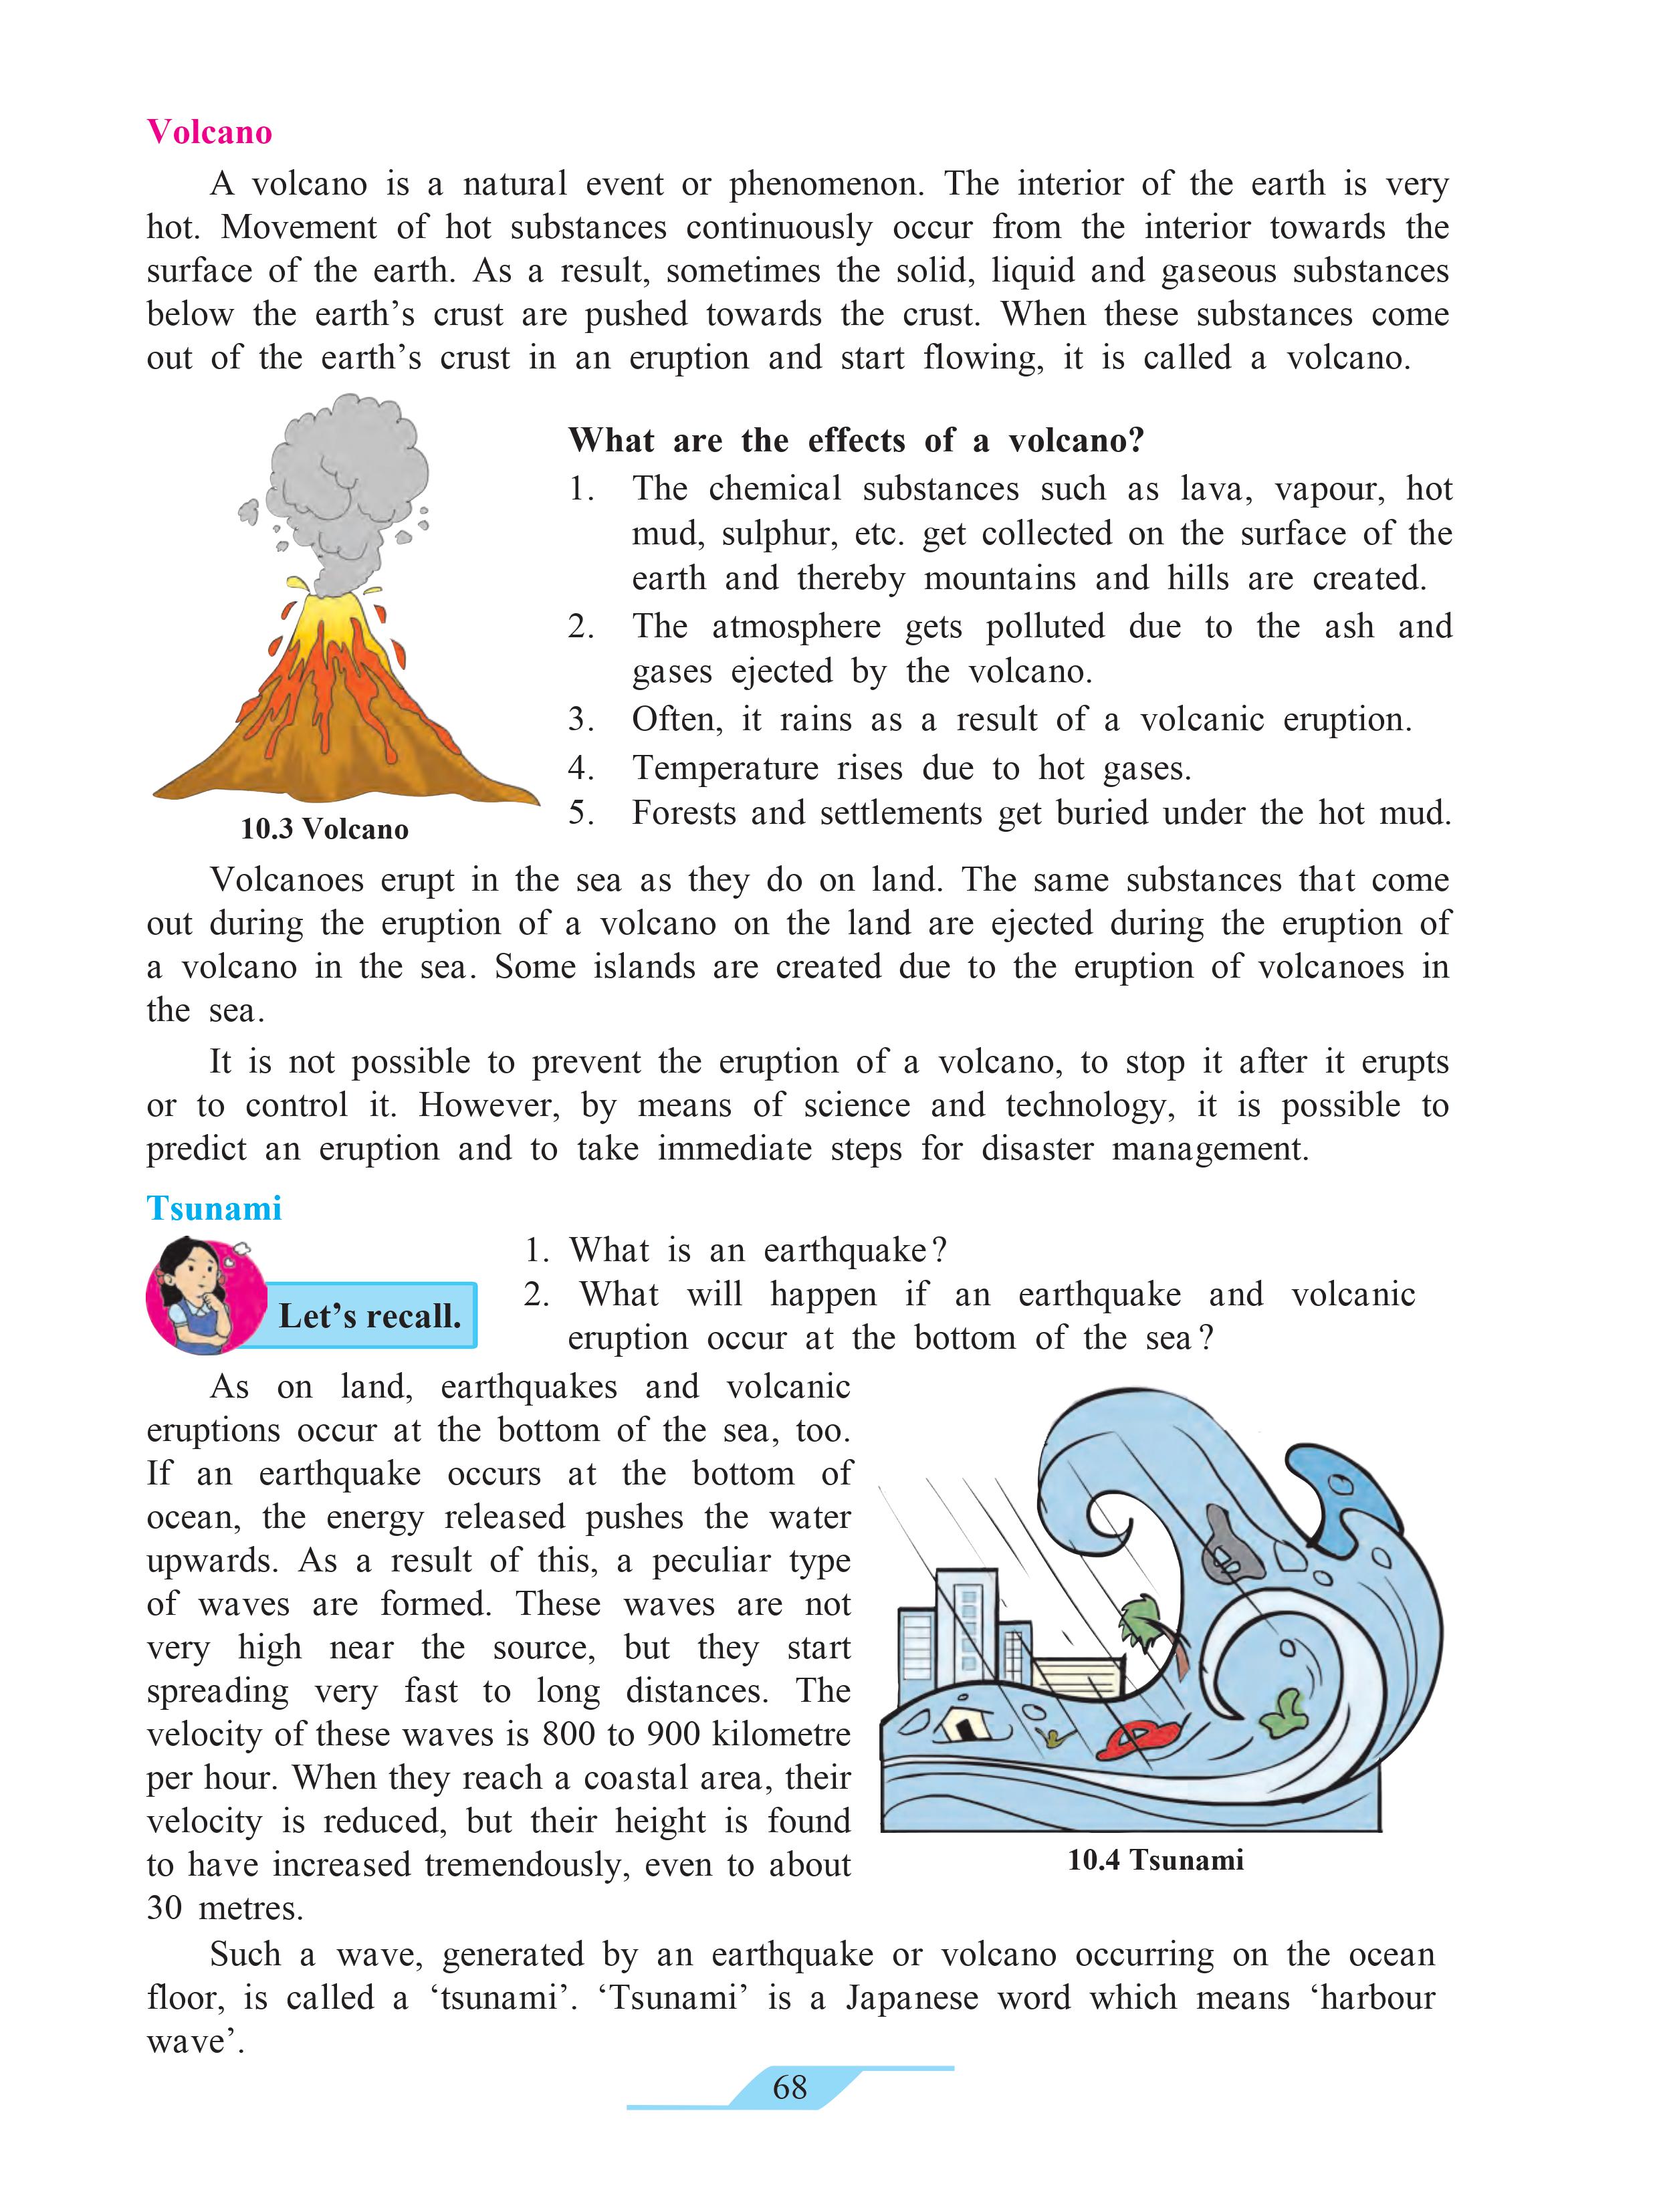 Volcano
A volcano is a natural event or phenomenon. The interior of the earth is very
hot. Movement of hot substances continuously occur from the interior towards the
surface of the earth. As a result, sometimes the solid, liquid and gaseous substances
below the earth’s crust are pushed towards the crust. When these substances come
out of the earth’s crust in an eruption and start flowing, it is called a volcano.
10.3 Volcano
What are the effects of a volcano?
1. The chemical substances such as lava, vapour, hot
mud, sulphur, etc. get collected on the surface of the
earth and thereby mountains and hills are created.
2. The atmosphere gets polluted due to the ash and
gases ejected by the volcano.
3. Often, it rains as a result of a volcanic eruption.
4. Temperature rises due to hot gases.
5. Forests and settlements get buried under the hot mud.
Volcanoes erupt in the sea as they do on land. The same substances that come
out during the eruption of a volcano on the land are ejected during the eruption of
a volcano in the sea. Some islands are created due to the eruption of volcanoes in
the sea.
It is not possible to prevent the eruption of a volcano, to stop it after it erupts
or to control it. However, by means of science and technology, it is possible to
predict an eruption and to take immediate steps for disaster management.
Tsunami
Let’s recall.
1. What is an earthquake?
2. What will happen if an earthquake and volcanic
eruption occur at the bottom of the sea?
As on land, earthquakes and volcanic
eruptions occur at the bottom of the sea, too.
If an earthquake occurs at the bottom of
ocean, the energy released pushes the water
upwards. As a result of this, a peculiar type
of waves are formed. These waves are not
very high near the source, but they start
spreading very fast to long distances. The
velocity of these waves is 800 to 900 kilometre
per hour. When they reach a coastal area, their
velocity is reduced, but their height is found
to have increased tremendously, even to about
30 metres.
10.4 Tsunami
Such a wave, generated by an earthquake or volcano occurring on the ocean
floor, is called a ‘tsunami’. ‘Tsunami’ is a Japanese word which means ‘harbour
wave’.
68